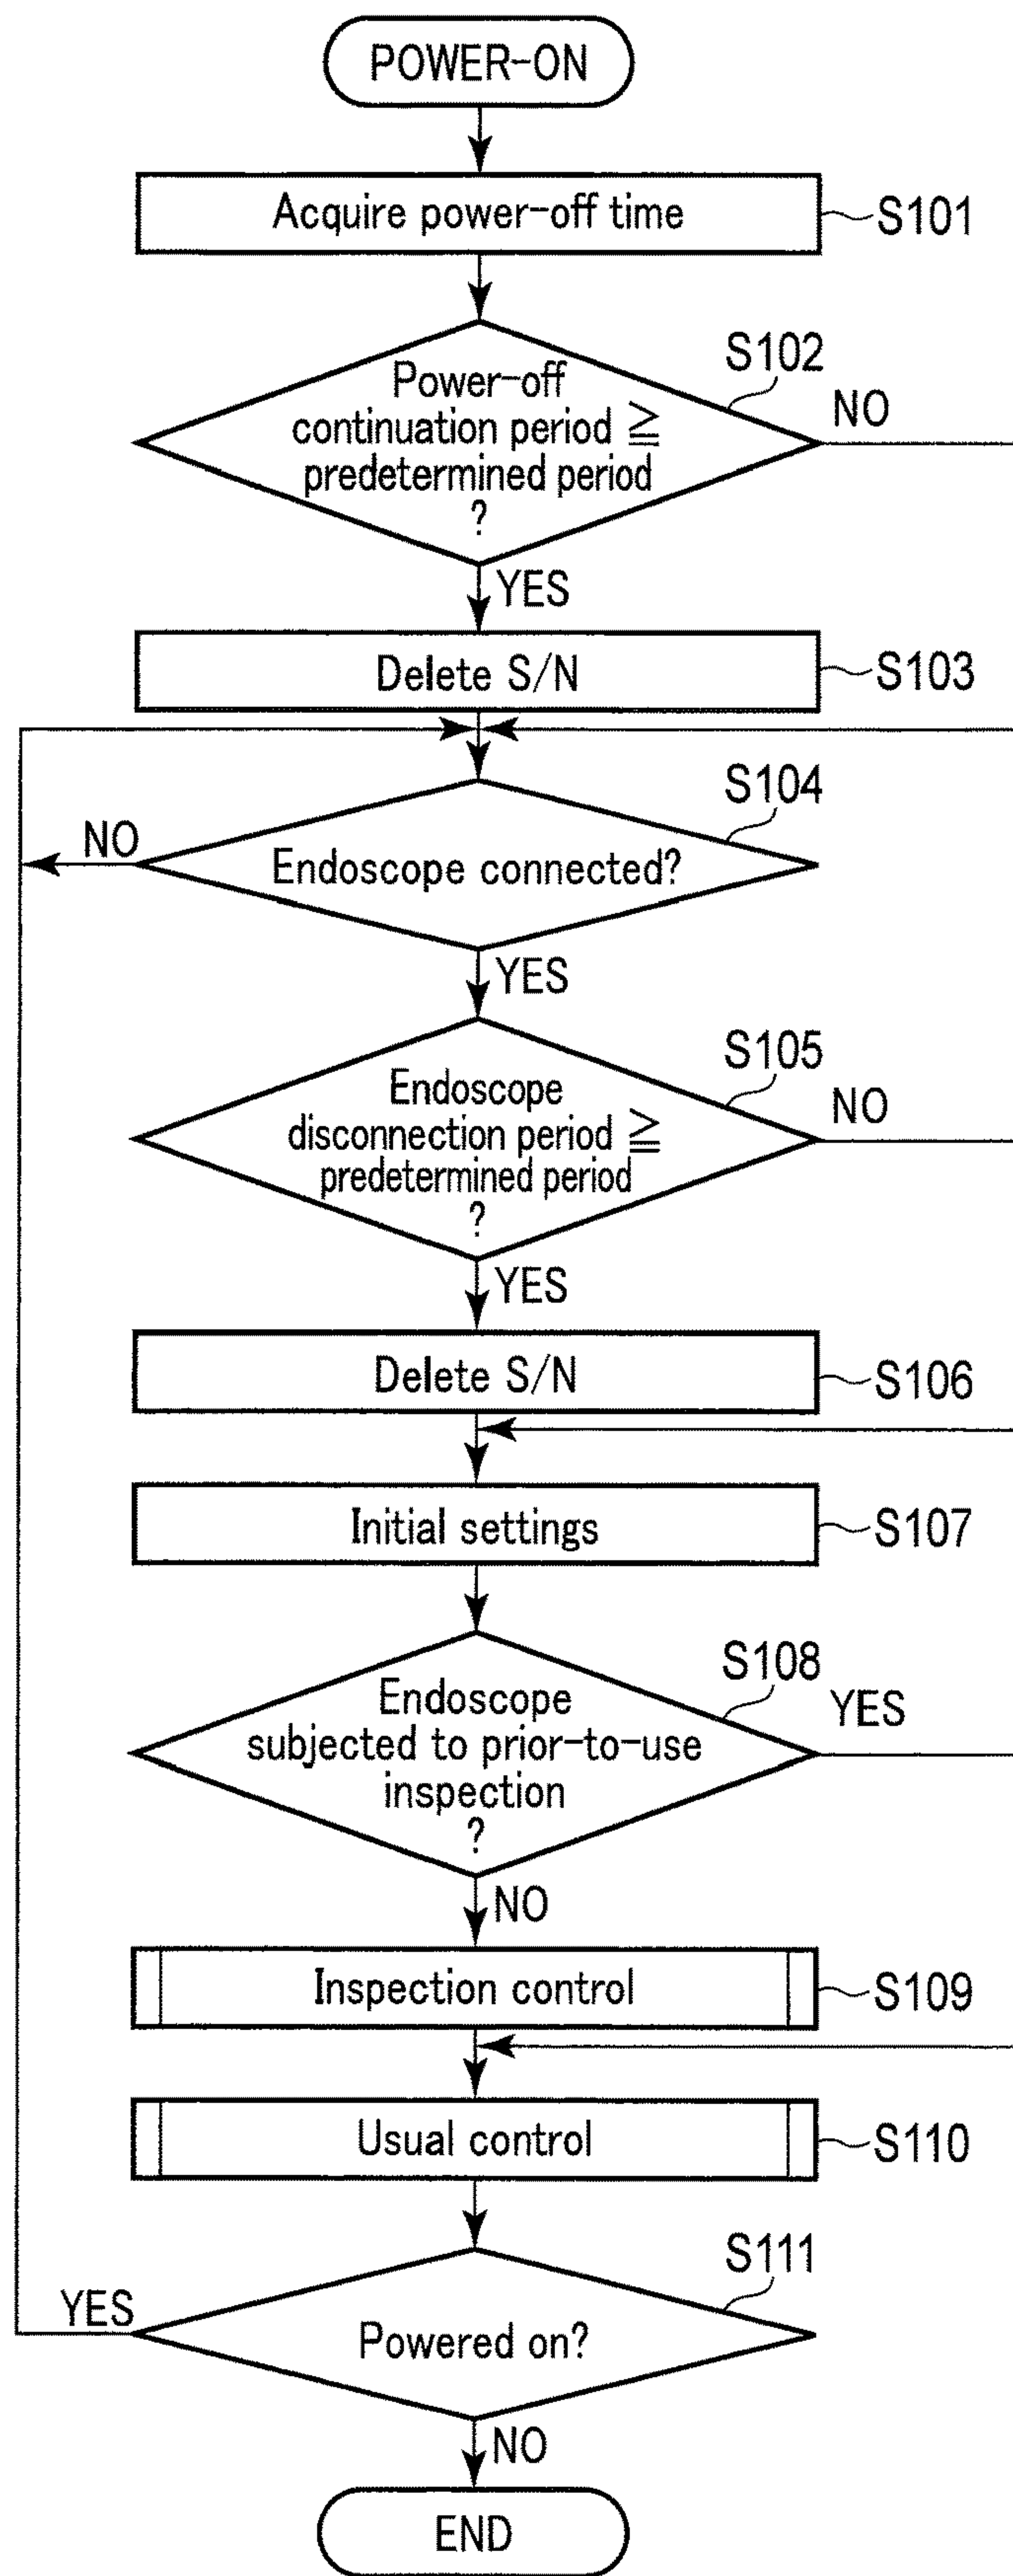 POWER-ON
Acquire power-off time
S101
Power-off
continuation period ≧
predetermined period
?
S102
NO
YES
Delete S/N
S103
S104
NO
Endoscope connected?
YES
S105
Endoscope
disconnection period ≧
predetermined period
?
NO
YES
Delete S/N
S106
Initial settings
S107
S108
Endoscope
subjected to prior-to-use
inspection
?
YES
NO
Inspection control
S109
Usual control
S110
S111
YES
Powered on?
NO
END